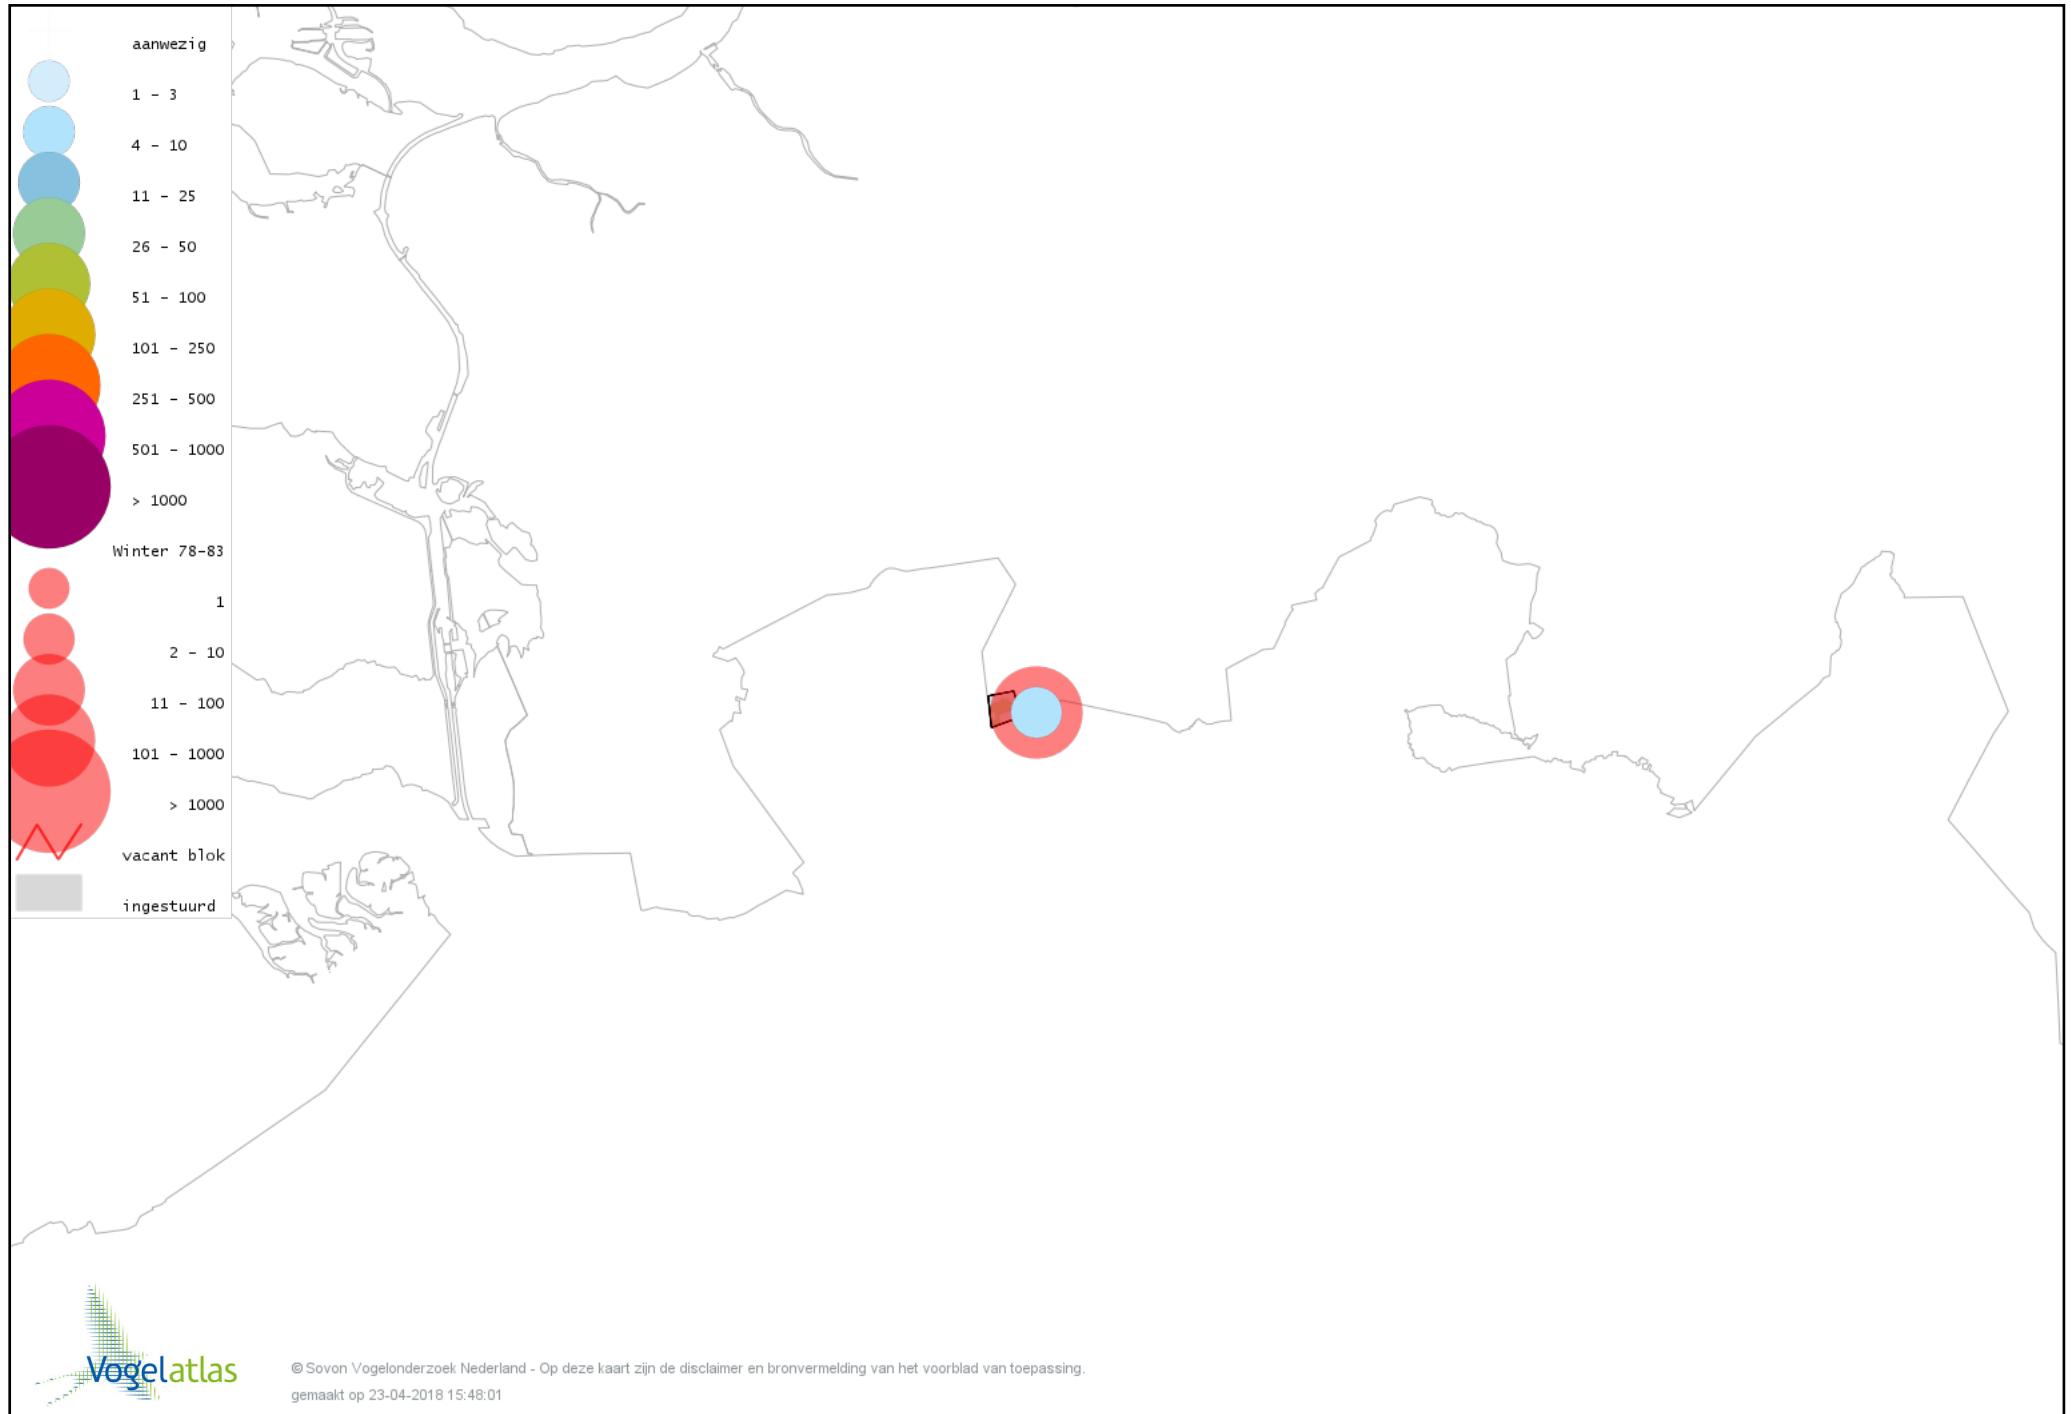 aanwezig
1 - 3
4 - 10
11 - 25
26 - 50
51 - 100
101 - 250
251 - 500
501 - 1000
> 1000
Winter 78-83
1
2 - 10
11 - 100
101 - 1000
> 1000
vacant blok
ingestuurd
Vogelatlas
© Sovon Vogelonderzoek Nederland - Op deze kaart zijn de disclaimer en bronvermelding van het voorblad van toepassing.
gemaakt op 23-04-2018 15:48:01